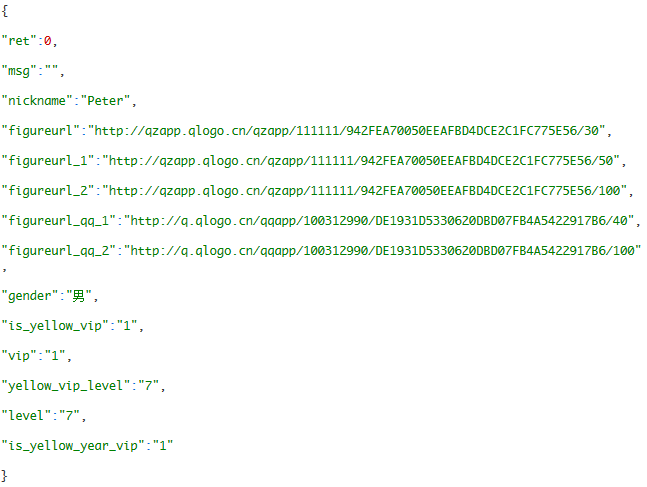 {
"ret":0,
"msg":"",
"nickname":"Peter",
"figureurl":"http://qzapp.qlogo.cn/qzapp/111111/942FEA70050EEAFBD4DCE2C1FC775E56/30",
"figureurl_1":"http://qzapp.qlogo.cn/qzapp/111111/942FEA70050EEAFBD4DCE2C1FC775E56/50",
"figureurl_2":"http://qzapp.qlogo.cn/qzapp/111111/942FEA70050EEAFBD4DCE2C1FC775E56/100",
"figureurl_qq_1":"http://q.qlogo.cn/qqapp/100312990/DE1931D5330620DBD07FB4A5422917B6/40",
"figureurl_qq_2":"http://q.qlogo.cn/qqapp/100312990/DE1931D5330620DBD07FB4A5422917B6/100"
,
"gender":"男",
"is_yellow_vip":"1",
"vip":"1",
"yellow_vip_level":"7",
"level":"7",
"is_yellow_year_vip":"1"
}